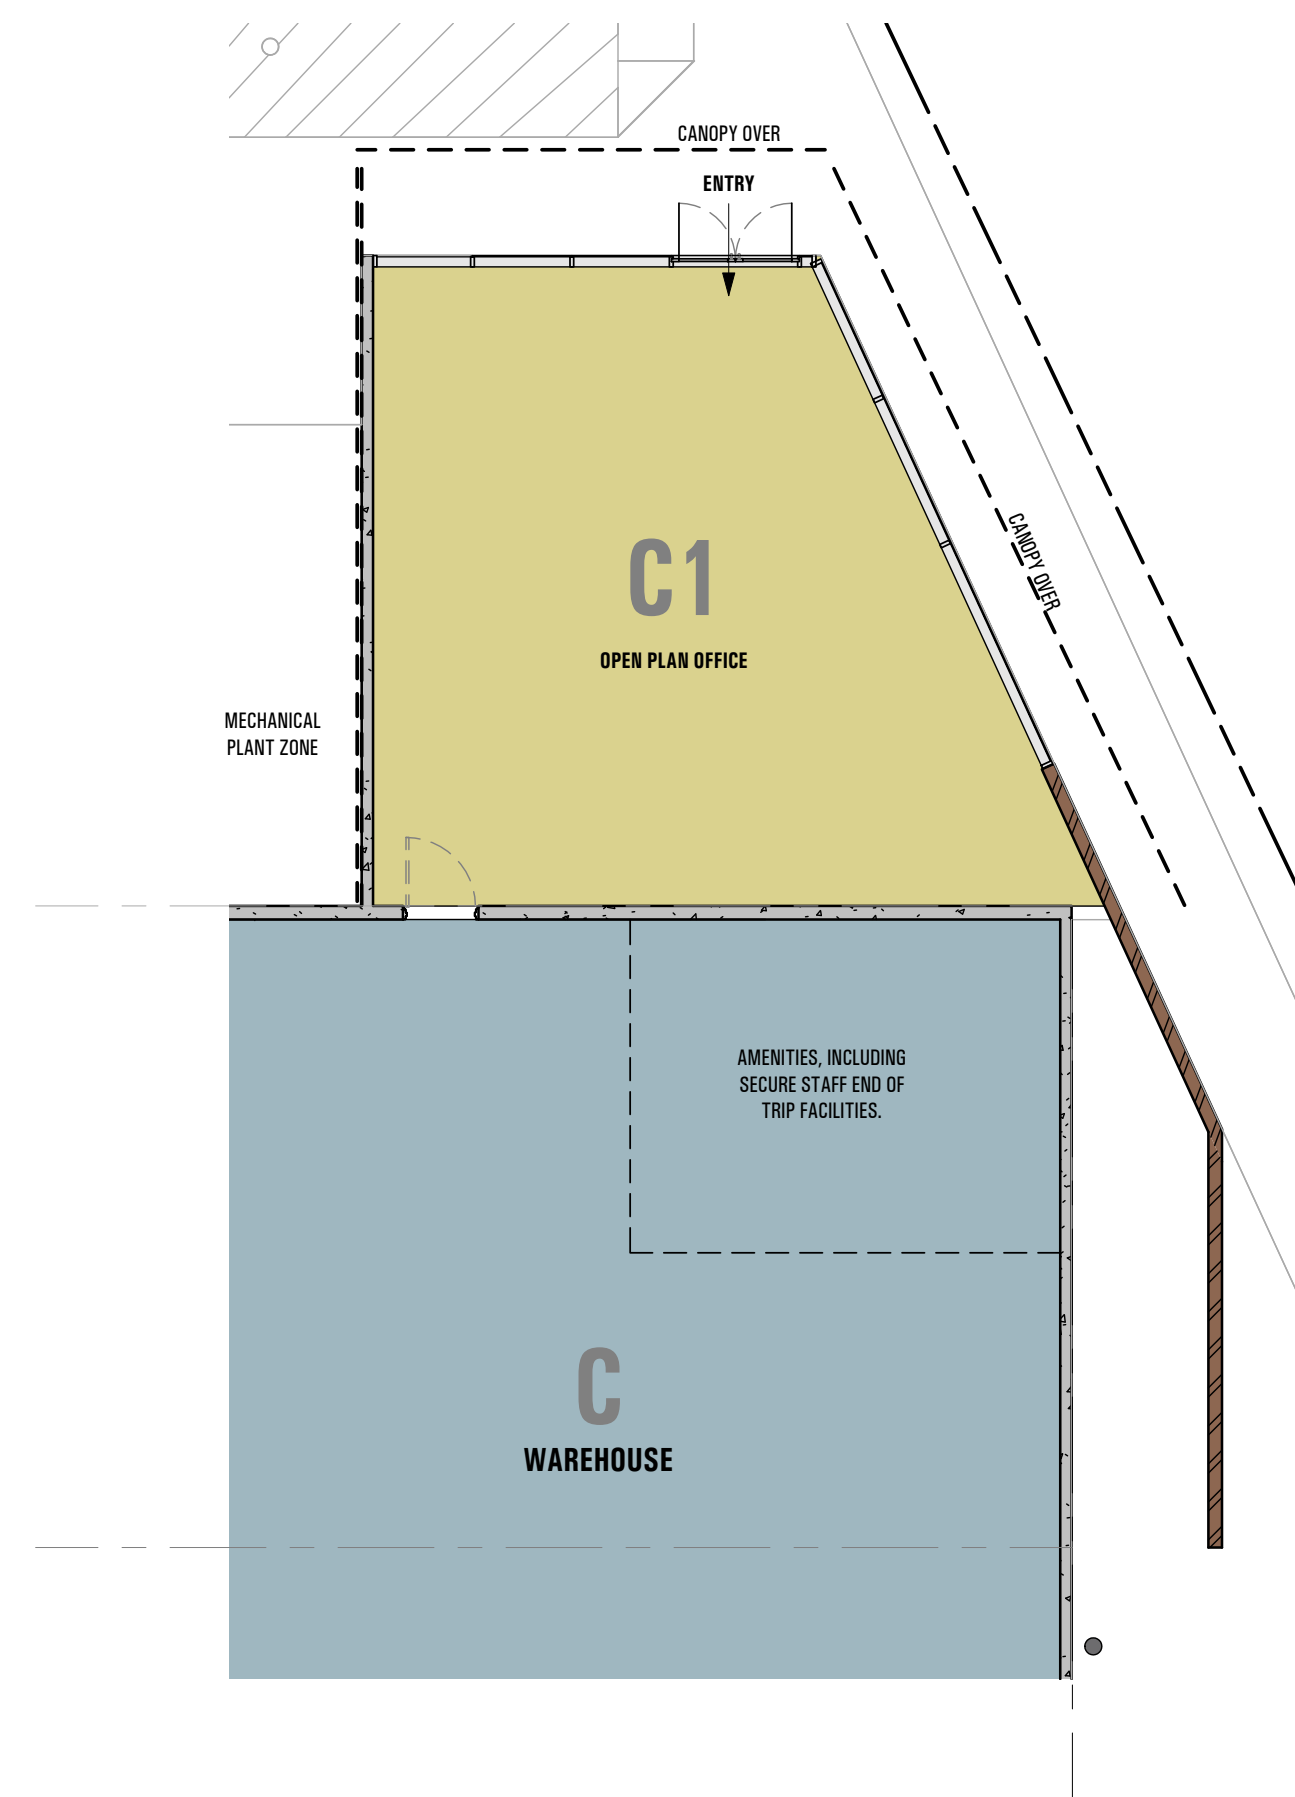 CANOPY OVER
ENTRY
CANOPY OVER
C1
OPEN PLAN OFFICE
MECHANICAL
PLANT ZONE
AMENITIES, INCLUDING
SECURE STAFF END OF
TRIP FACILITIES.
C
WAREHOUSE